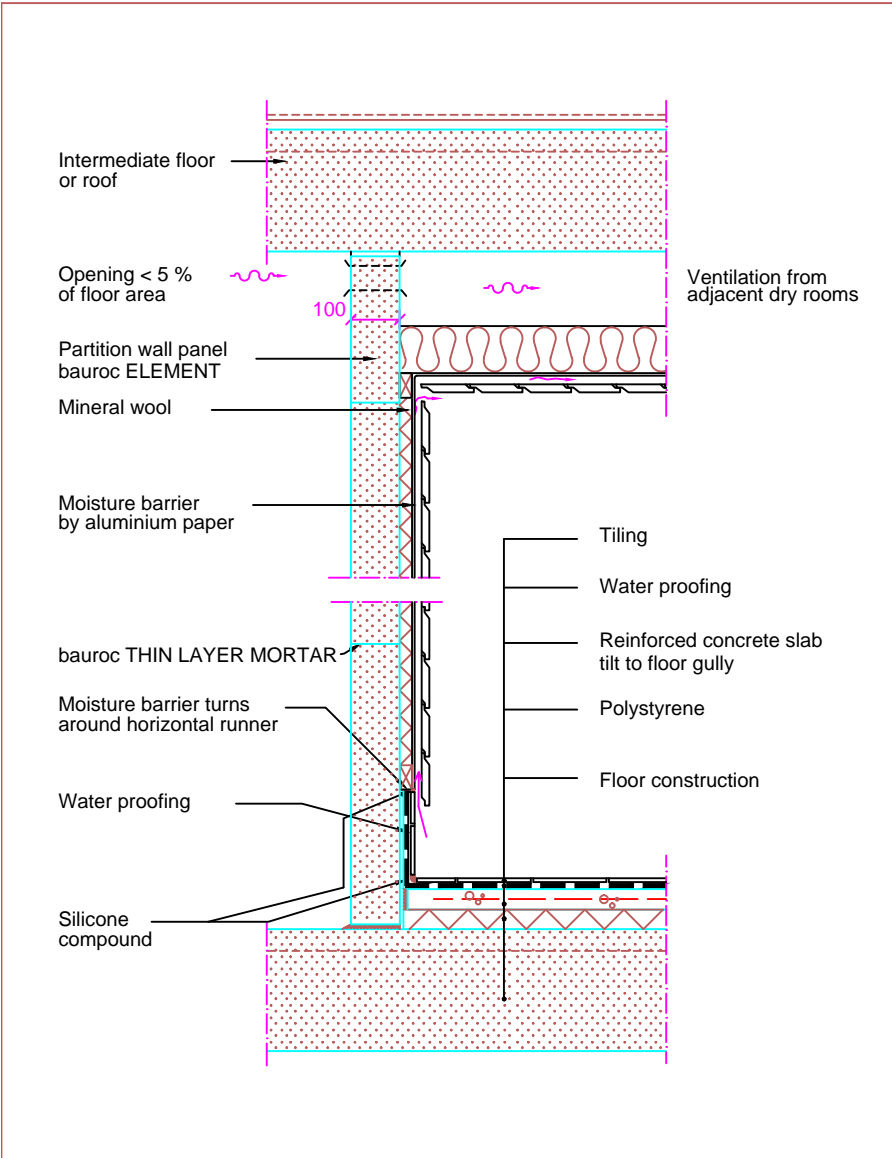 Intermediate floor
or roof
Opening < 5 %
of floor area
Ventilation from
adjacent dry rooms
100
Partition wall panel
bauroc ELEMENT
Mineral wool
Moisture barrier
by aluminium paper
Tiling
Water proofing
Reinforced concrete slab
tilt to floor gully
bauroc THIN LAYER MORTAR
Moisture barrier turns
around horizontal runner
Polystyrene
Floor construction
Water proofing
Silicone
compound